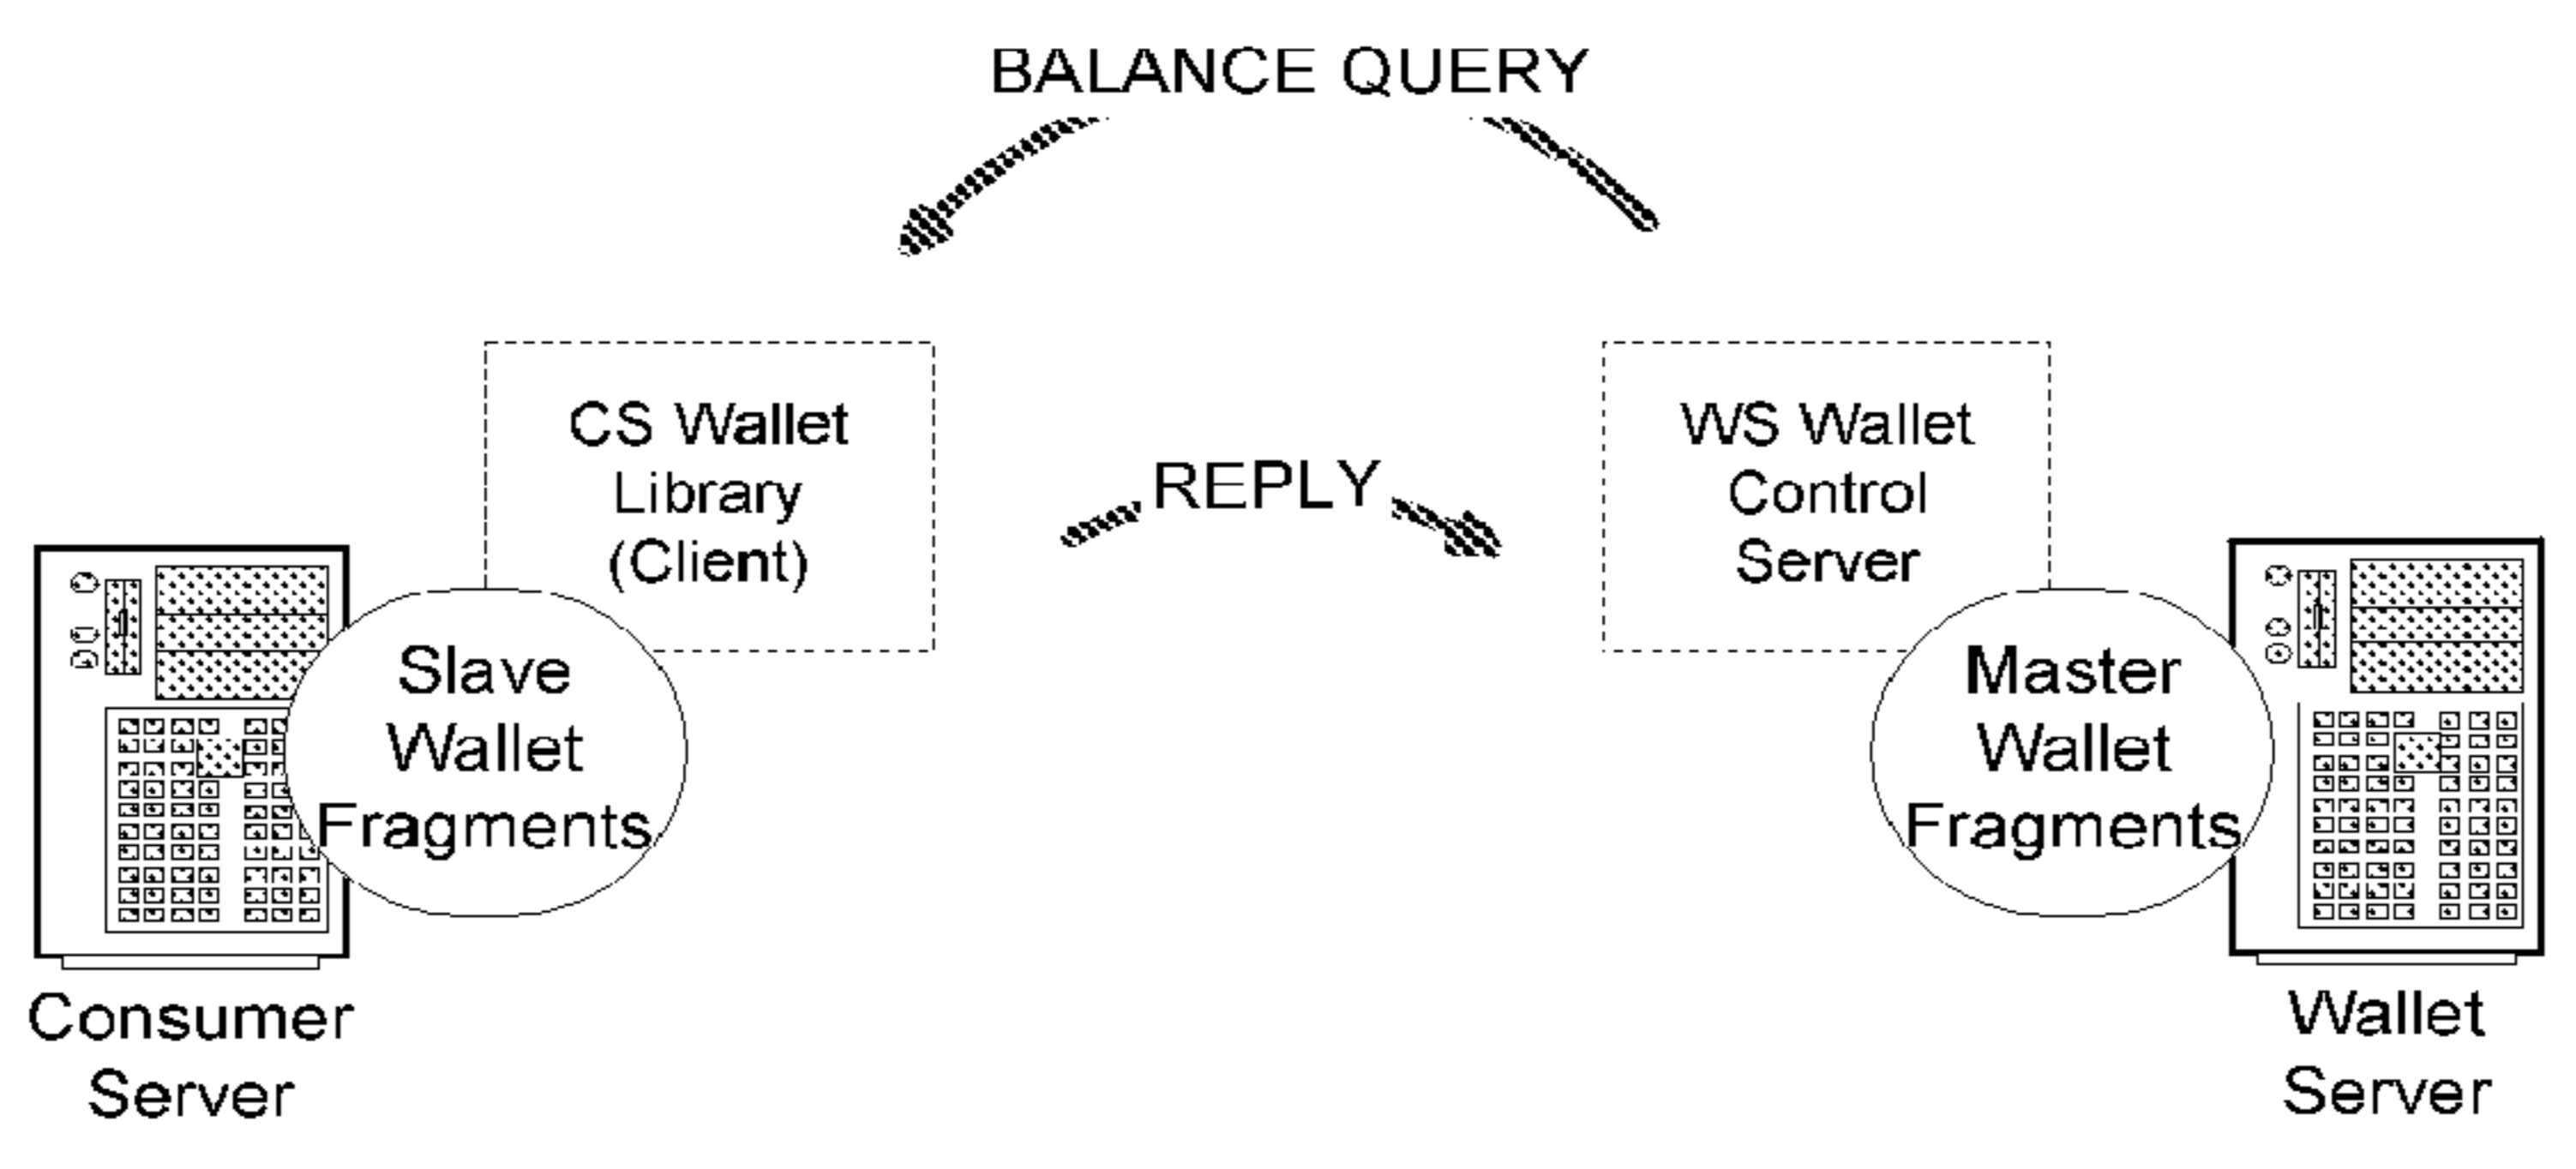 BALANCE QUERY
CS Wallet
Library
(Client)
REPLY
WS Wallet
Control
Server
Slave
Wallet
Fragments
Master
Wallet
Fragments
Consumer
Server
Wallet
Server